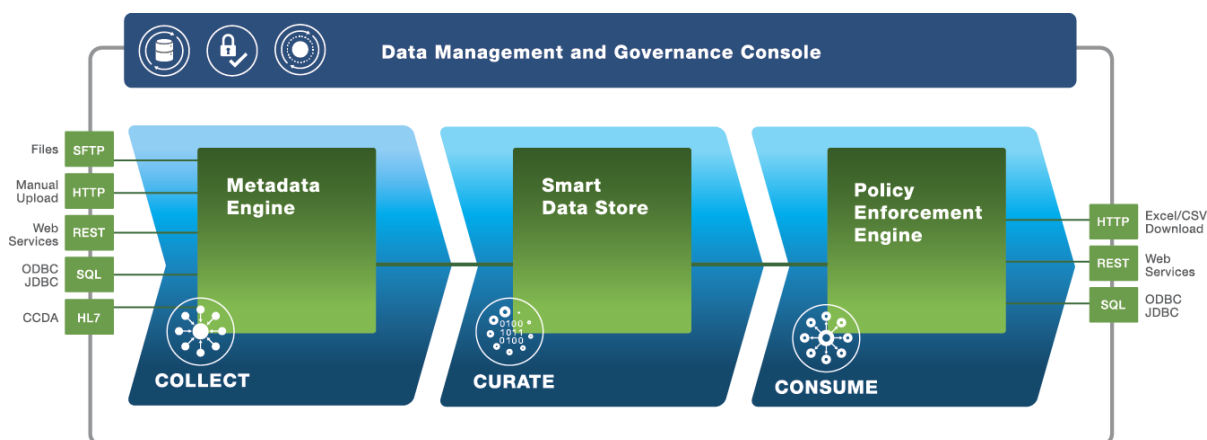 Data Management and Governance Console
Files
SFTP
Manual
Upload
HTTP
Web
Services
REST
ODBC
JDBC
SQL
CCDA
HL7
Metadata
Engine
COLLECT
Smart
Data Store
0100
1011
0100
CURATE
Policy
Enforcement
Engine
CONSUME
HTTP
Excel/CSV
Download
REST
Web
Services
SQL
ODBC
JDBC